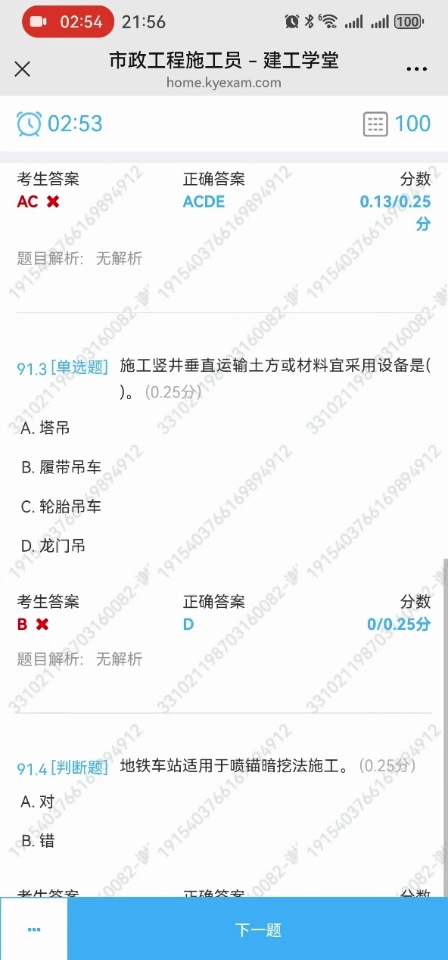 02:54 21:56 100
市政工程施工员 – 建工学堂
home.kyexam.com
02:53 100
考生答案 正确答案 分数
AC ✖ ACDE 0.13/0.25
分
题目解析: 无解析
91.3 [单选题] 施工竖井垂直运输土方或材料宜采用设备是(
)。 (0.25分)
A. 塔吊
B. 履带吊车
C. 轮胎吊车
D. 龙门吊
考生答案 正确答案 分数
B ✖ D 0/0.25分
题目解析: 无解析
91.4 [判断题] 地铁车站适用于喷锚暗挖法施工。 (0.25分)
A. 对
B. 错
考生答案 正确答案 分数
... 下一题